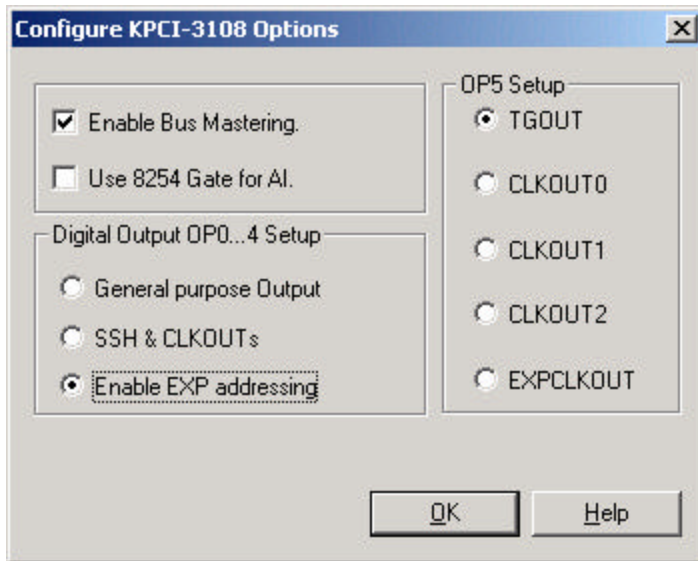 Configure KPCI-3108 Options
Enable Bus Mastering.
Use 8254 Gate for AI.
Digital Output OP0...4 Setup
General purpose Output
SSH & CLKOUTs
Enable EXP addressing
OP5 Setup
TGOUT
CLKOUT0
CLKOUT1
CLKOUT2
EXPCLKOUT
OK
Help